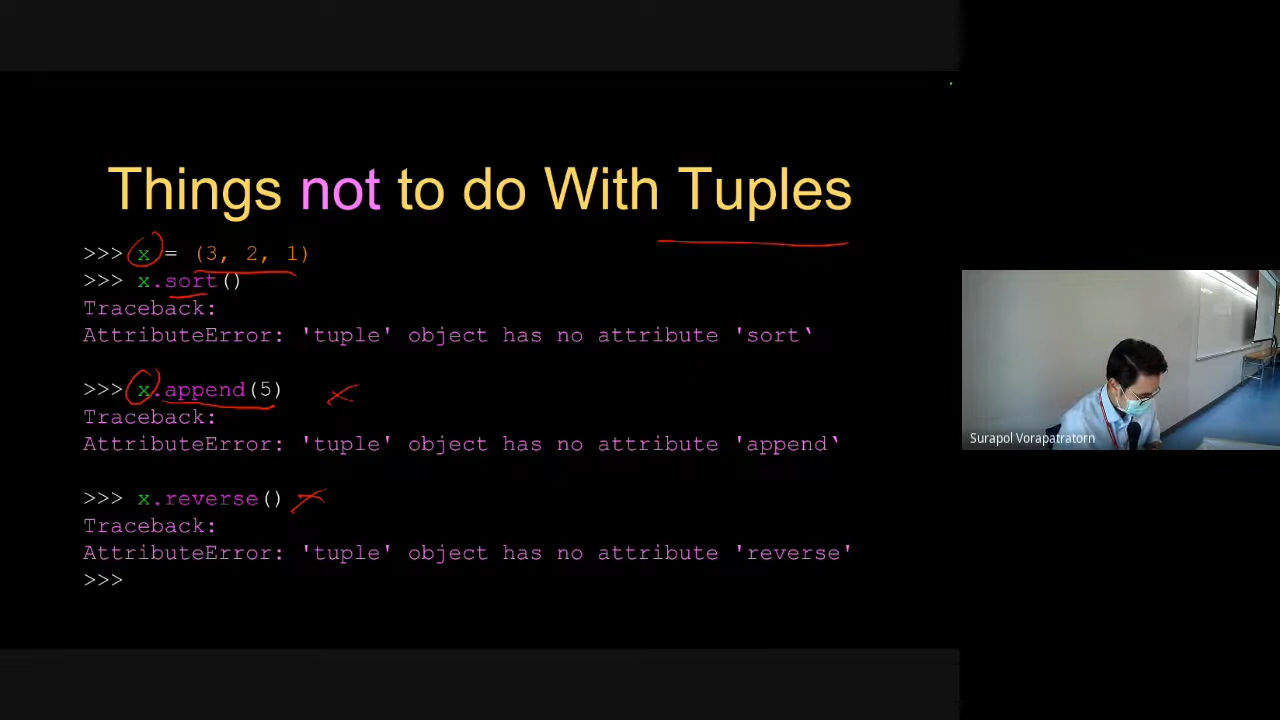 Things not to do With Tuples
>>> x = (3, 2, 1)
>>> x.sort()
Traceback:
AttributeError: 'tuple' object has no attribute 'sort‘
>>> x.append(5)
Traceback:
AttributeError: 'tuple' object has no attribute 'append‘
>>> x.reverse()
Traceback:
AttributeError: 'tuple' object has no attribute 'reverse'
>>>
Surapol Vorapatratorn